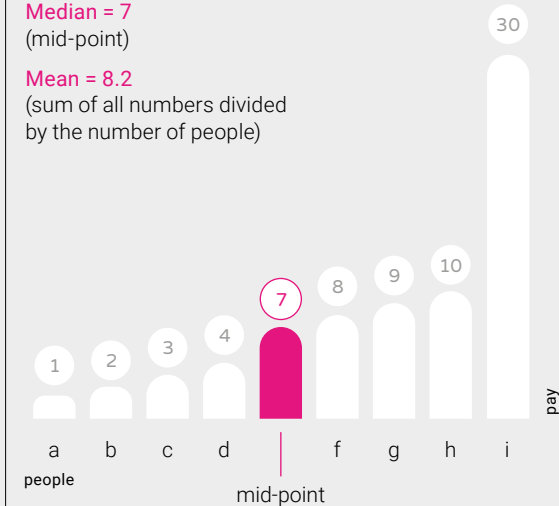 Median = 7
(mid-point)
Mean = 8.2
(sum of all numbers divided
by the number of people)
30
10
9
8
7
4
3
2
1
pay
a b c d f g h i
people
mid-point